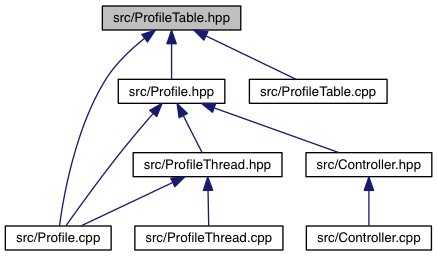 src/ProfileTable.hpp
src/Profile.hpp
src/ProfileTable.cpp
src/ProfileThread.hpp
src/Controller.hpp
src/Profile.cpp
src/ProfileThread.cpp
src/Controller.cpp